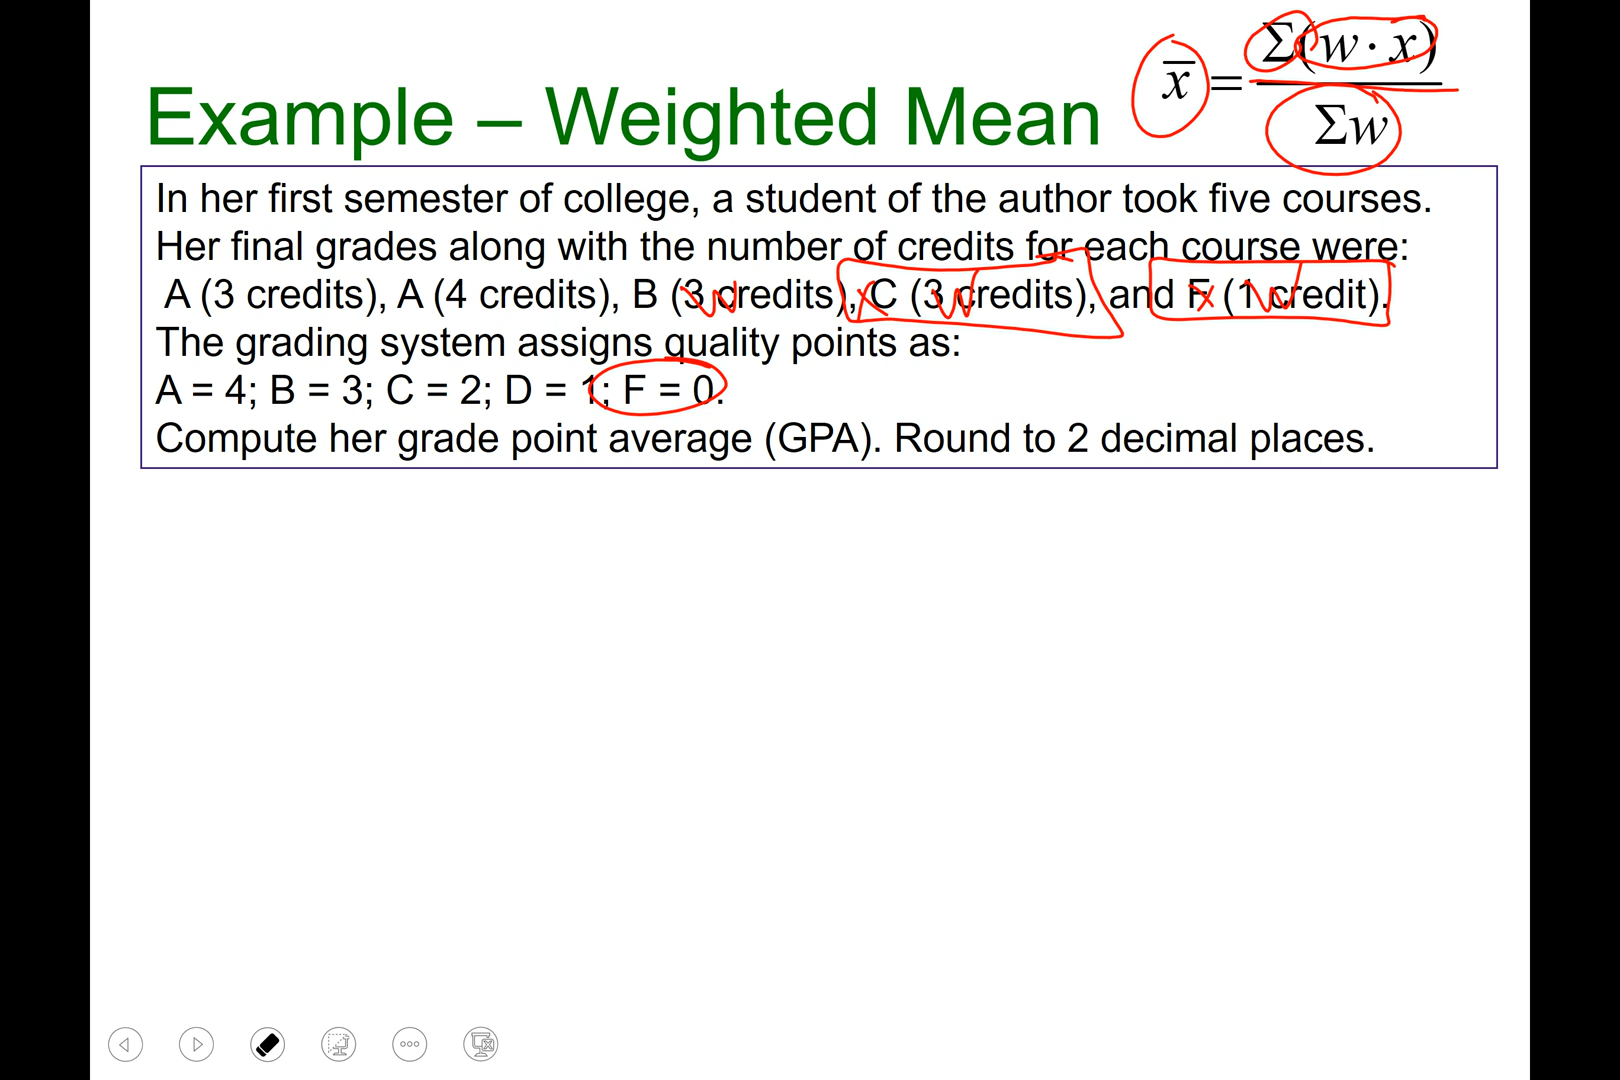 Example – Weighted Mean
x̄ = Σ(w · x) / Σw
In her first semester of college, a student of the author took five courses.
Her final grades along with the number of credits for each course were:
A (3 credits), A (4 credits), B (3 credits), C (3 credits), and F (1 credit).
w x w x w
The grading system assigns quality points as:
A = 4; B = 3; C = 2; D = 1; F = 0.
Compute her grade point average (GPA). Round to 2 decimal places.